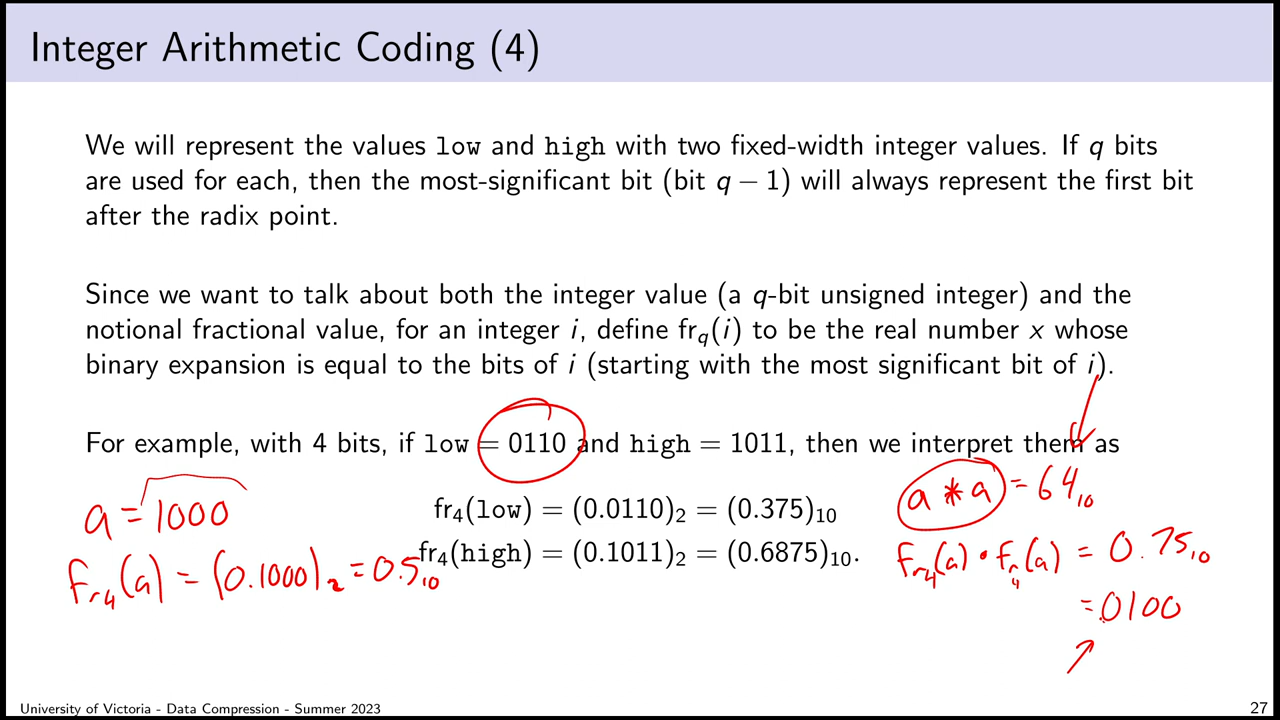 Integer Arithmetic Coding (4)
We will represent the values low and high with two fixed-width integer values. If q bits
are used for each, then the most-significant bit (bit q − 1) will always represent the first bit
after the radix point.
Since we want to talk about both the integer value (a q-bit unsigned integer) and the
notional fractional value, for an integer i, define fr_q(i) to be the real number x whose
binary expansion is equal to the bits of i (starting with the most significant bit of i).
For example, with 4 bits, if low = 0110 and high = 1011, then we interpret them as
fr₄(low) = (0.0110)₂ = (0.375)₁₀
fr₄(high) = (0.1011)₂ = (0.6875)₁₀.
a = 1000
fr₄(a) = (0.1000)₂ = 0.5₁₀
a * a = 64₁₀
fr₄(a) · fr₄(a) = 0.75₁₀
= .0100
University of Victoria - Data Compression - Summer 2023
27